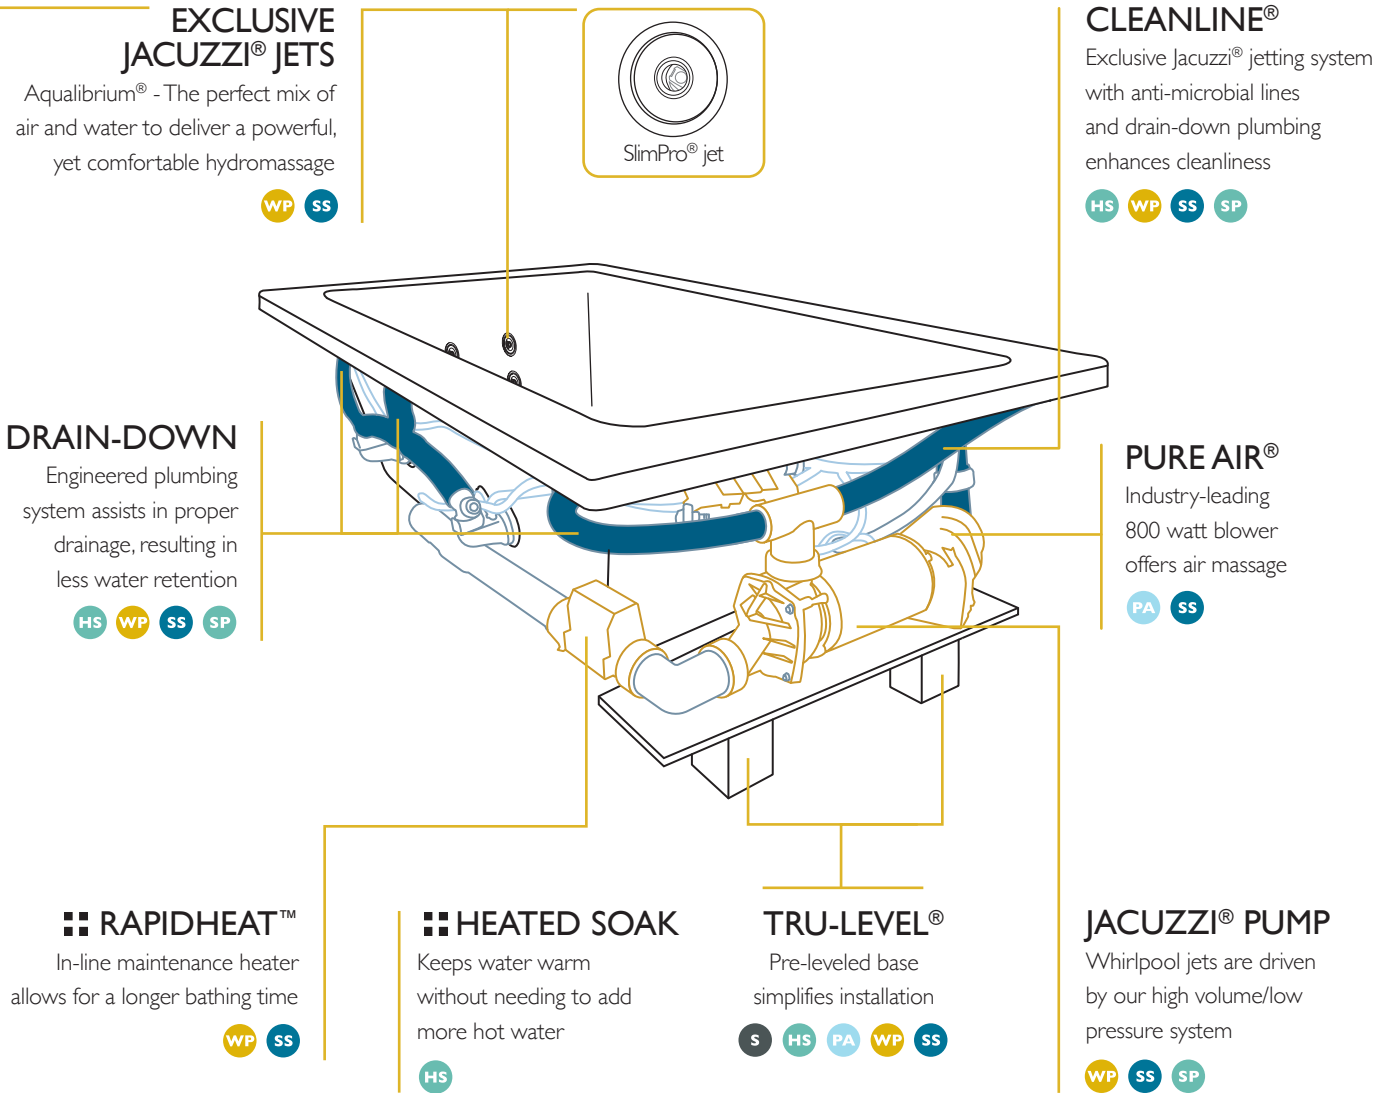 EXCLUSIVE
JACUZZI® JETS
Aqualibrium® - The perfect mix of
air and water to deliver a powerful,
yet comfortable hydromassage
WP SS
SlimPro® jet
CLEANLINE®
Exclusive Jacuzzi® jetting system
with anti-microbial lines
and drain-down plumbing
enhances cleanliness
HS WP SS SP
DRAIN-DOWN
Engineered plumbing
system assists in proper
drainage, resulting in
less water retention
HS WP SS SP
PURE AIR®
Industry-leading
800 watt blower
offers air massage
PA SS
RAPIDHEAT™
In-line maintenance heater
allows for a longer bathing time
WP SS
HEATED SOAK
Keeps water warm
without needing to add
more hot water
HS
TRU-LEVEL®
Pre-leveled base
simplifies installation
S HS PA WP SS
JACUZZI® PUMP
Whirlpool jets are driven
by our high volume/low
pressure system
WP SS SP